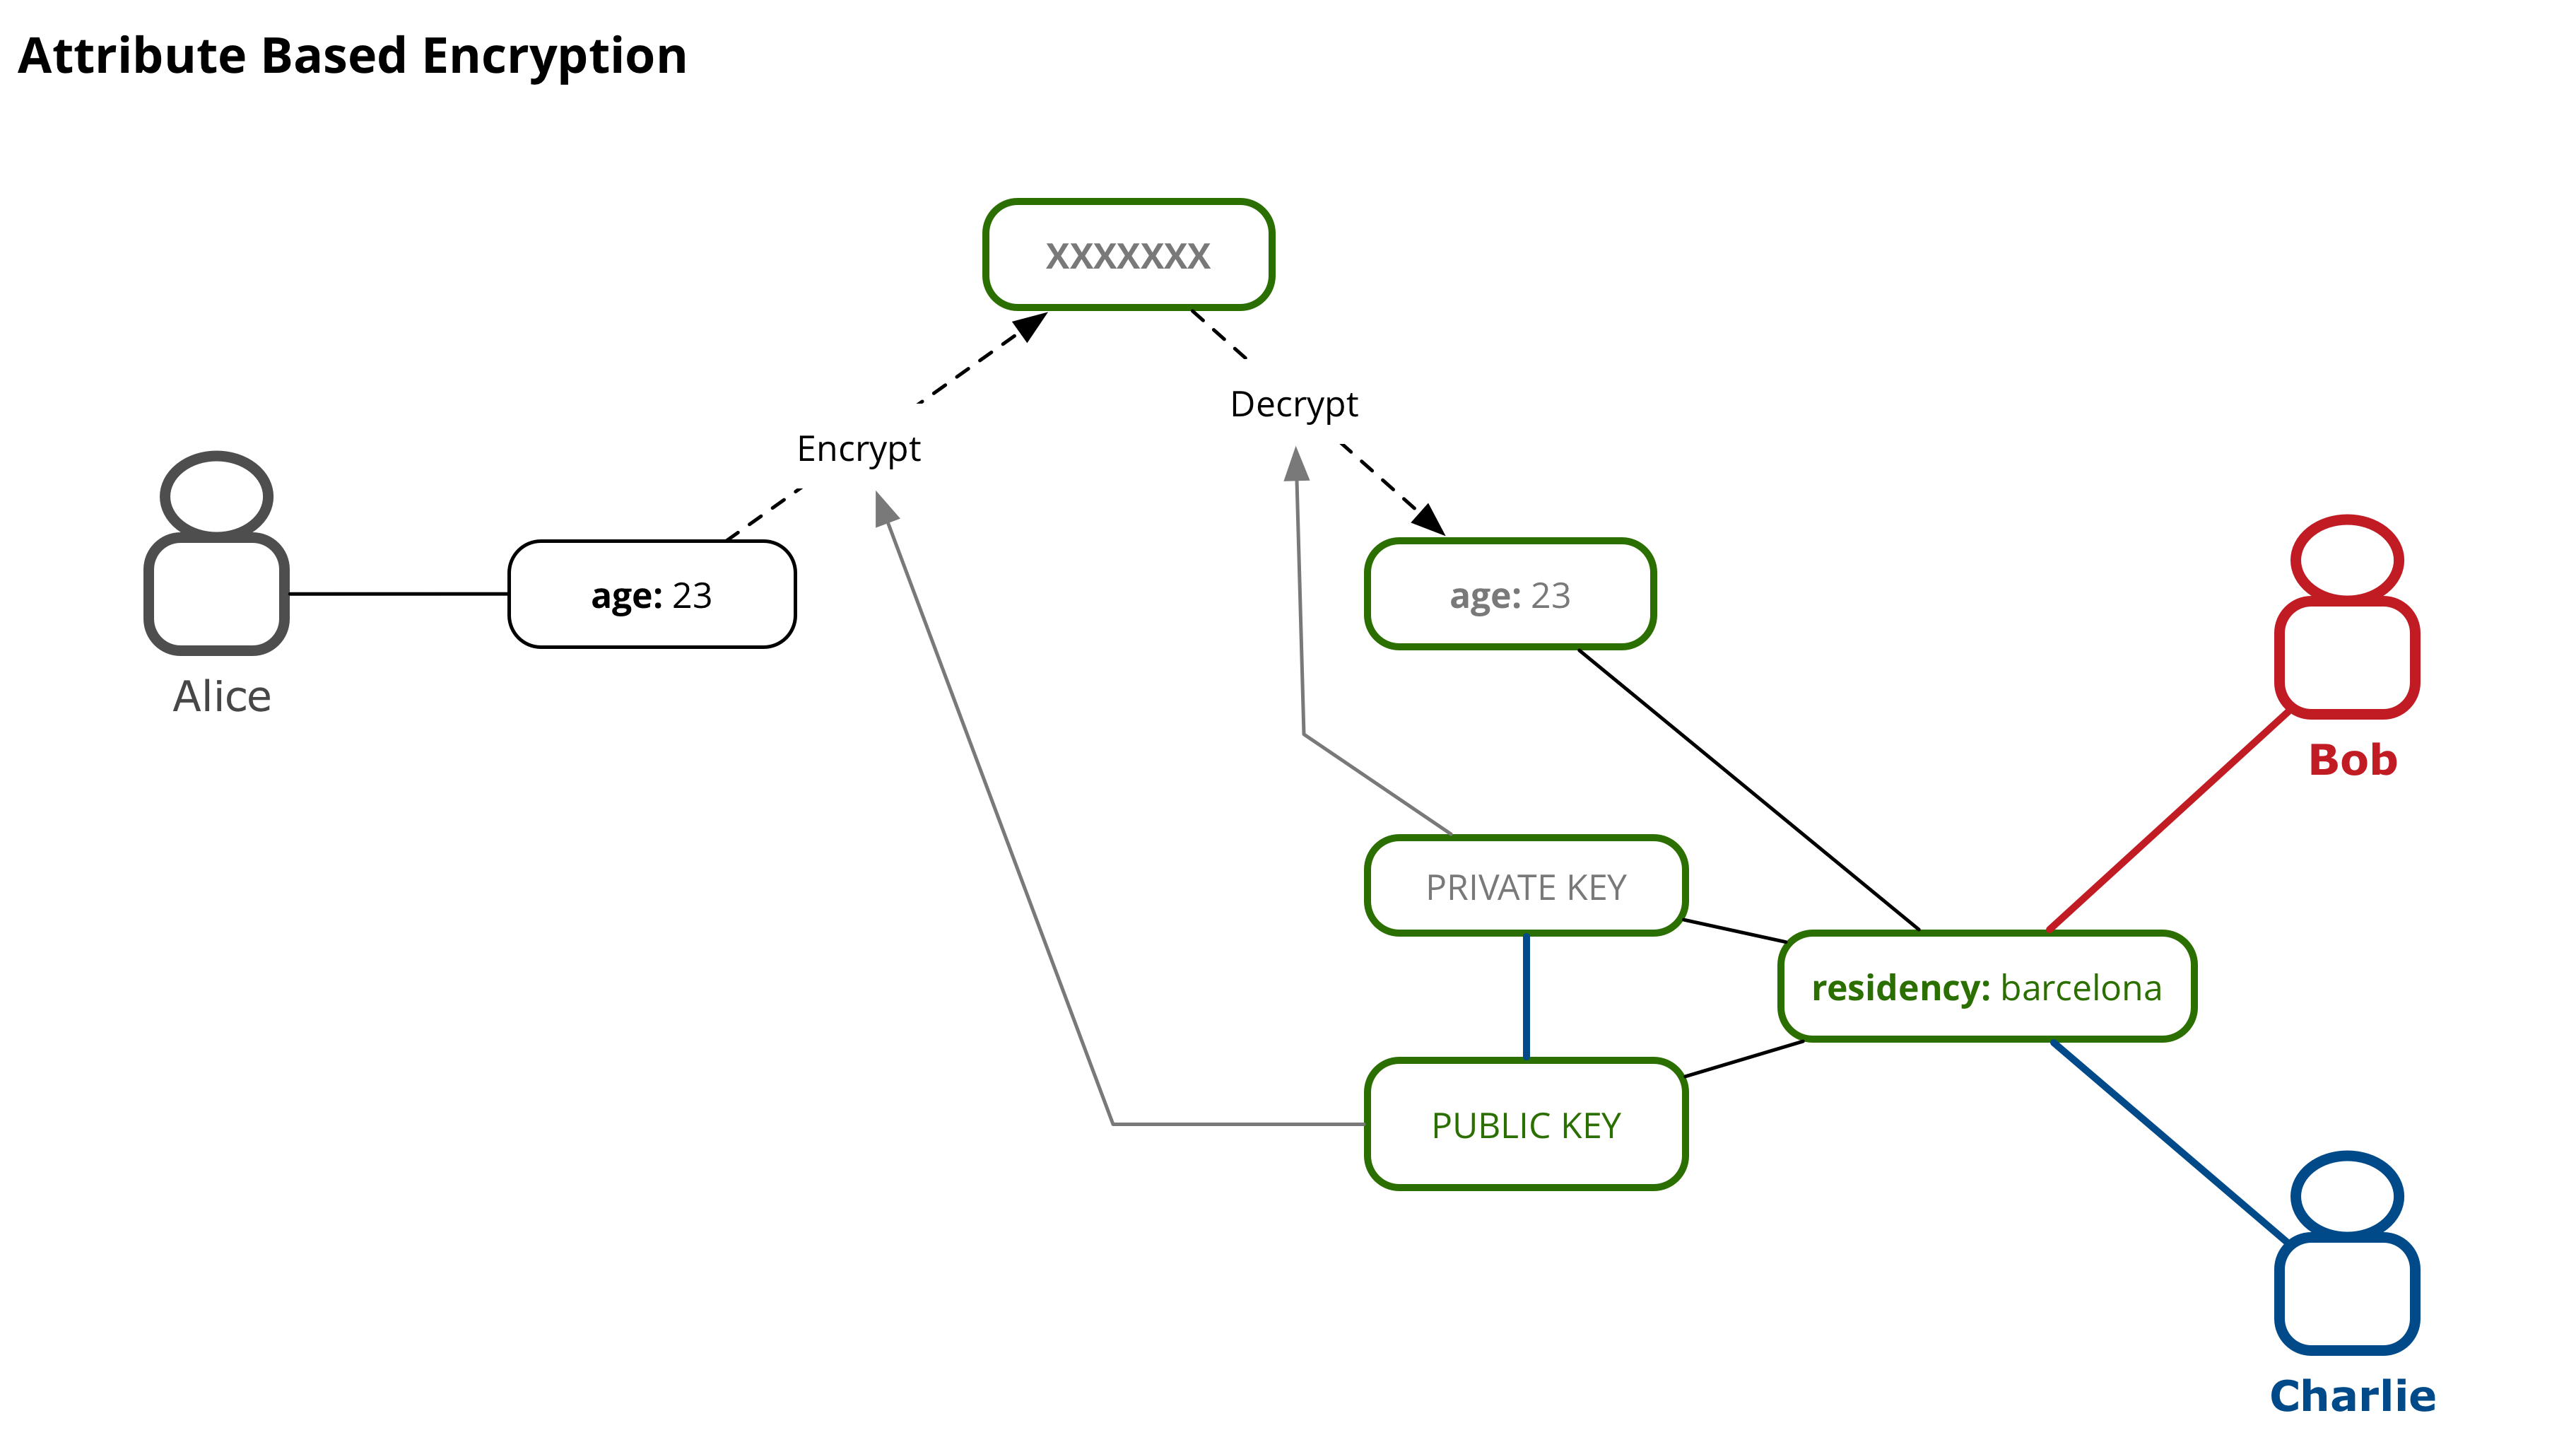 Attribute Based Encryption
XXXXXXX
Decrypt
Encrypt
age: 23
age: 23
Alice
Bob
PRIVATE KEY
residency: barcelona
PUBLIC KEY
Charlie